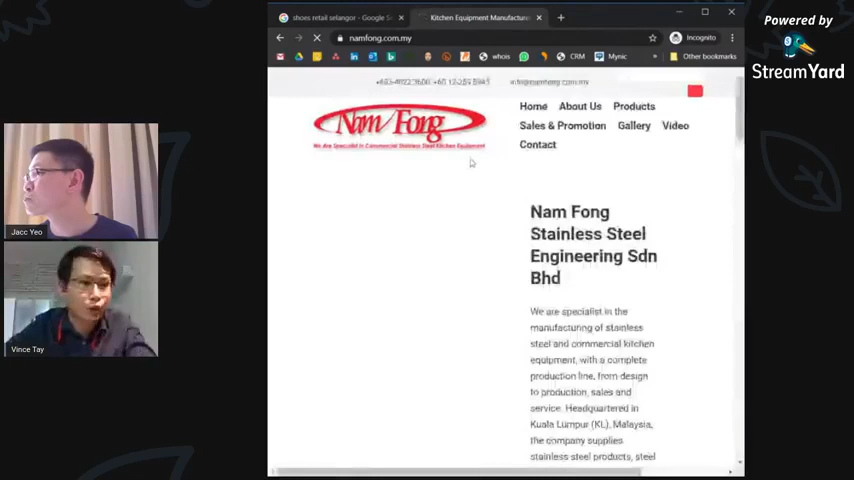 shoes retail selangor - Google Se
Kitchen Equipment Manufacture
namfong.com.my
Incognito
whois
CRM
Mynic
Other bookmarks
Powered by
StreamYard
Nam Fong
We Are Specialist in Commercial Stainless Steel Kitchen Equipment
Home About Us Products
Sales & Promotion Gallery Video
Contact
Nam Fong
Stainless Steel
Engineering Sdn
Bhd
We are specialist in the
manufacturing of stainless
steel and commercial kitchen
equipment, with a complete
production line, from design
to production, sales and
service. Headquartered in
Kuala Lumpur (KL), Malaysia,
the company supplies
stainless steel products, steel
Jacc Yeo
Vince Tay